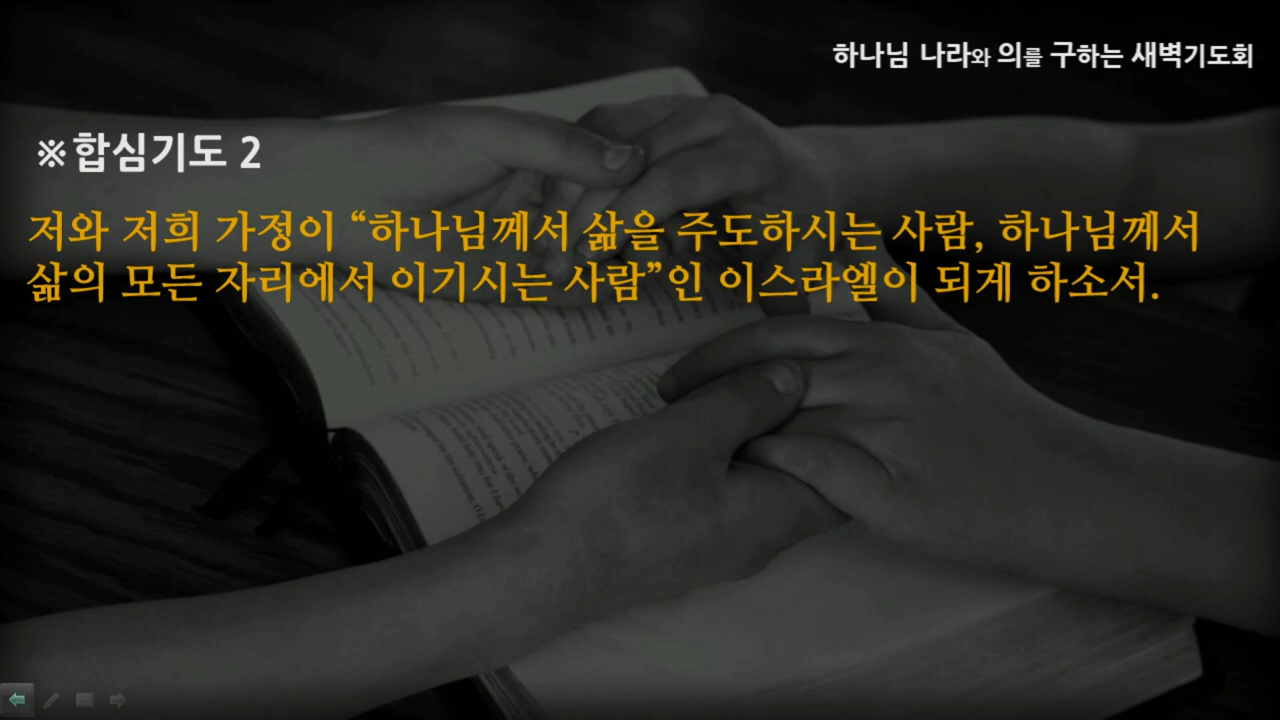 하나님 나라와 의를 구하는 새벽기도회
※합심기도 2
저와 저희 가정이 “하나님께서 삶을 주도하시는 사람, 하나님께서
삶의 모든 자리에서 이기시는 사람”인 이스라엘이 되게 하소서.